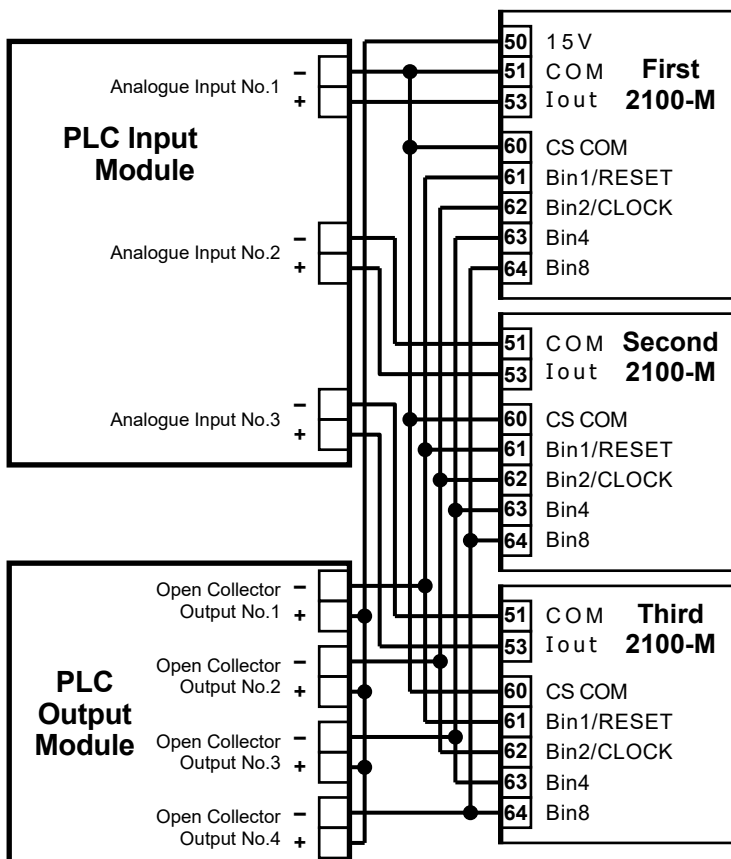 PLC Input
Module
Analogue Input No.1
−
+
Analogue Input No.2
−
+
Analogue Input No.3
−
+
PLC
Output
Module
Open Collector
Output No.1
−
+
Open Collector
Output No.2
−
+
Open Collector
Output No.3
−
+
Open Collector
Output No.4
−
+
First
2100-M
50 15V
51 COM
53 Iout
60 CS COM
61 Bin1/RESET
62 Bin2/CLOCK
63 Bin4
64 Bin8
Second
2100-M
51 COM
53 Iout
60 CS COM
61 Bin1/RESET
62 Bin2/CLOCK
63 Bin4
64 Bin8
Third
2100-M
51 COM
53 Iout
60 CS COM
61 Bin1/RESET
62 Bin2/CLOCK
63 Bin4
64 Bin8